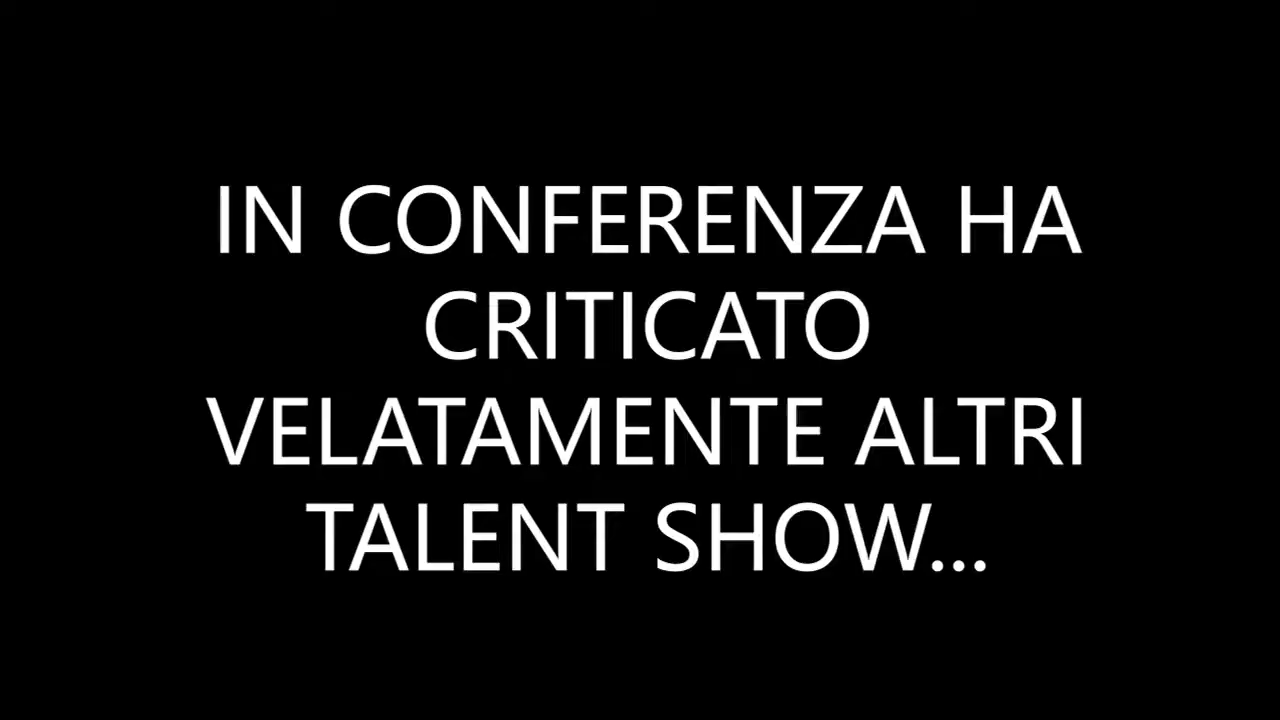 IN CONFERENZA HA
CRITICATO
VELATAMENTE ALTRI
TALENT SHOW...